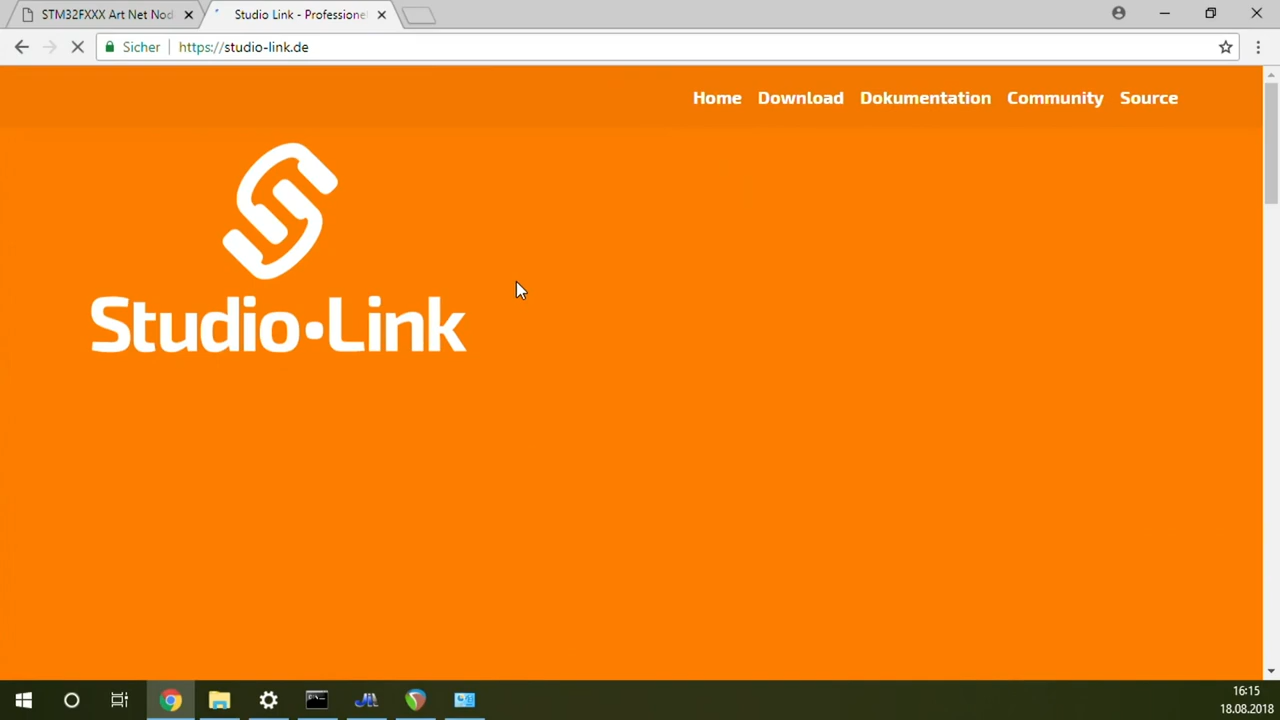 STM32FXXX Art Net Nod
Studio Link - Professione
Sicher
https://studio-link.de
Home Download Dokumentation Community Source
Studio•Link
16:15
18.08.2018